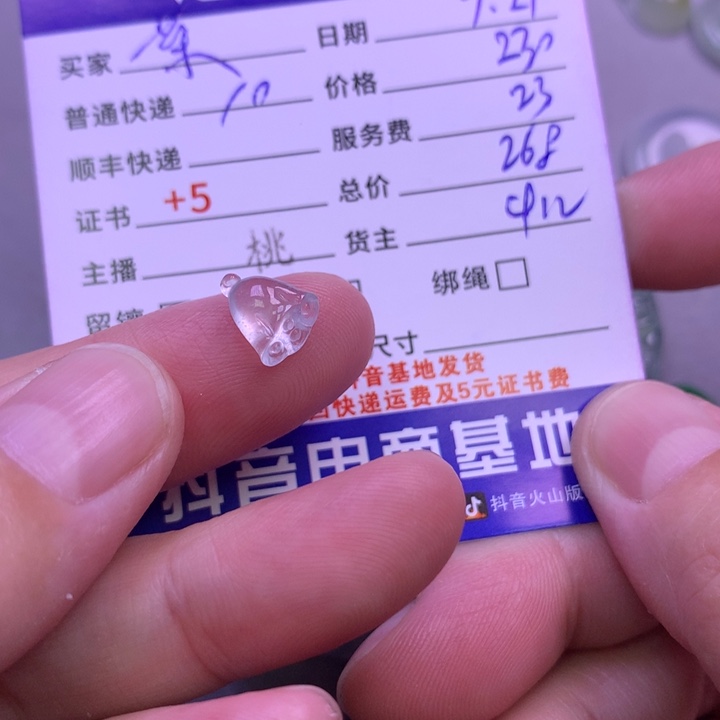 买家 日期
普通快递 10 价格 230
顺丰快递 服务费 23
证书 +5 总价 268
主播 桃 货主 412
绑绳
尺寸
音基地发货
快递运费及5元证书费
抖音电商基地
抖音火山版